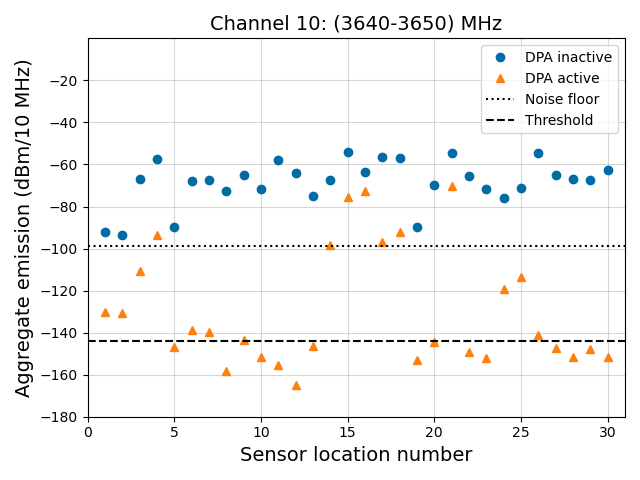 Channel 10: (3640-3650) MHz
Aggregate emission (dBm/10 MHz)
−20
−40
−60
−80
−100
−120
−140
−160
−180
DPA inactive
DPA active
Noise floor
Threshold
0 5 10 15 20 25 30
Sensor location number